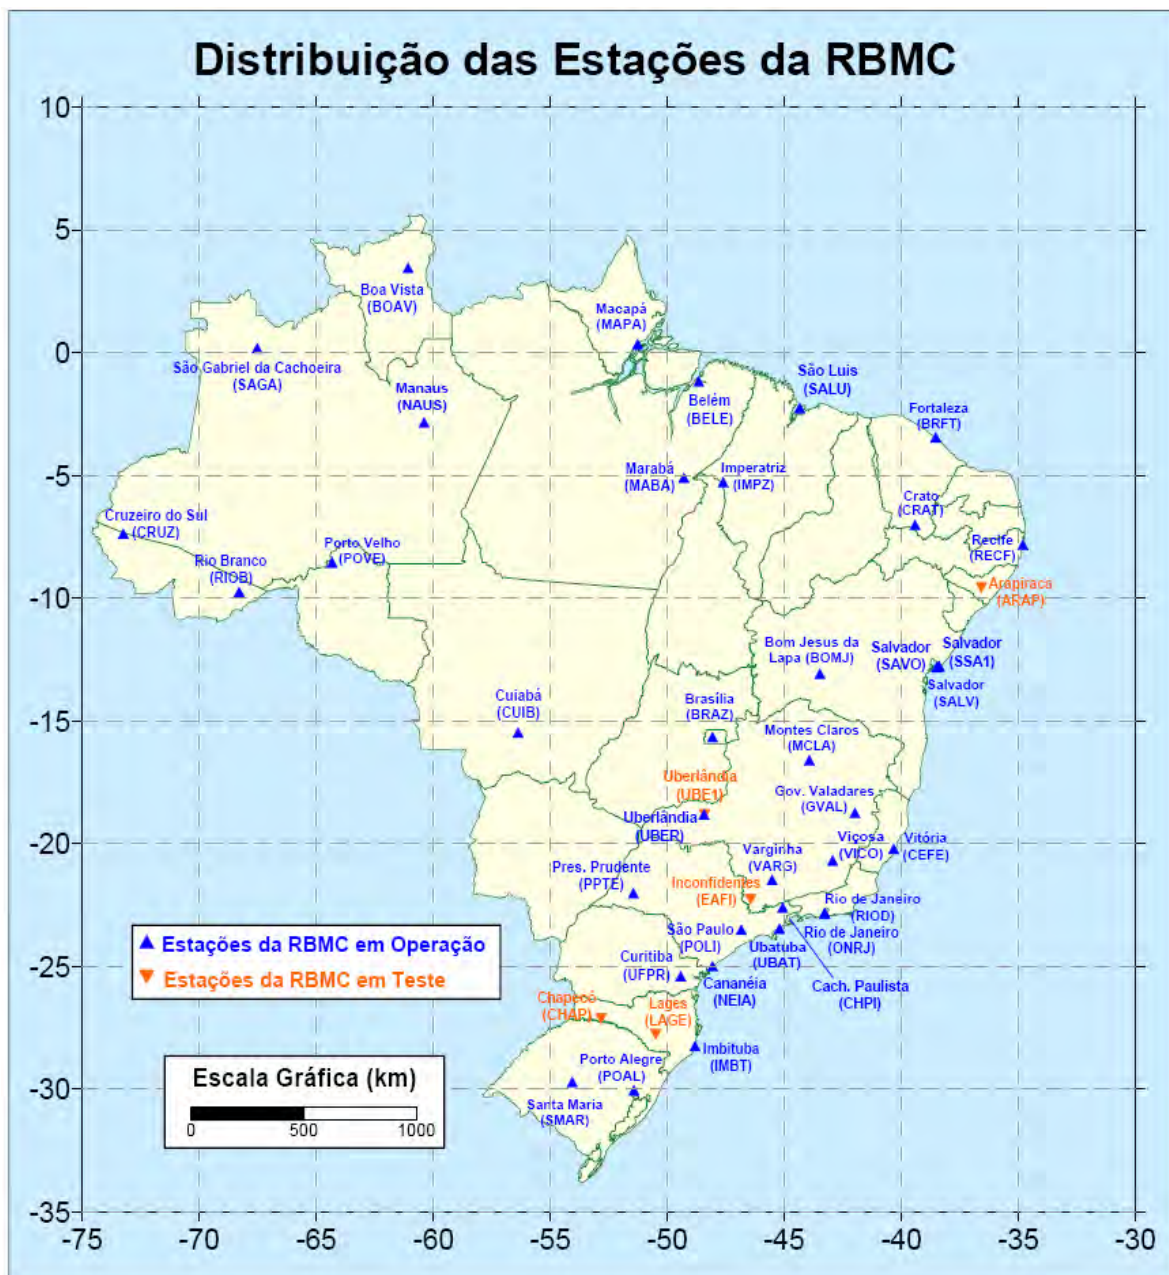 Distribuição das Estações da RBMC
10
5
0
-5
-10
-15
-20
-25
-30
-35
-75
-70
-65
-60
-55
-50
-45
-40
-35
-30
Boa Vista
(BOAV)
Macapá
(MAPA)
São Gabriel da Cachoeira
(SAGA)
Manaus
(NAUS)
Belém
(BELE)
São Luis
(SALU)
Fortaleza
(BRFT)
Marabá
(MABA)
Imperatriz
(IMPZ)
Crato
(CRAT)
Cruzeiro do Sul
(CRUZ)
Porto Velho
(POVE)
Recife
(RECF)
Rio Branco
(RIOB)
Arapiraca
(ARAP)
Bom Jesus da
Lapa (BOMJ)
Salvador
(SAVO)
Salvador
(SSA1)
Salvador
(SALV)
Cuiabá
(CUIB)
Brasília
(BRAZ)
Montes Claros
(MCLA)
Uberlândia
(UBE1)
Gov. Valadares
(GVAL)
Uberlândia
(UBER)
Viçosa
(VICO)
Vitória
(CEFE)
Varginha
(VARG)
Pres. Prudente
(PPTE)
Inconfidentes
(EAFI)
Rio de Janeiro
(RIOD)
São Paulo
(POLI)
Rio de Janeiro
(ONRJ)
Ubatuba
(UBAT)
Curitiba
(UFPR)
Cananéia
(NEIA)
Cach. Paulista
(CHPI)
Chapecó
(CHAP)
Lages
(LAGE)
Imbituba
(IMBT)
Porto Alegre
(POAL)
Santa Maria
(SMAR)
Estações da RBMC em Operação
Estações da RBMC em Teste
Escala Gráfica (km)
0 500 1000